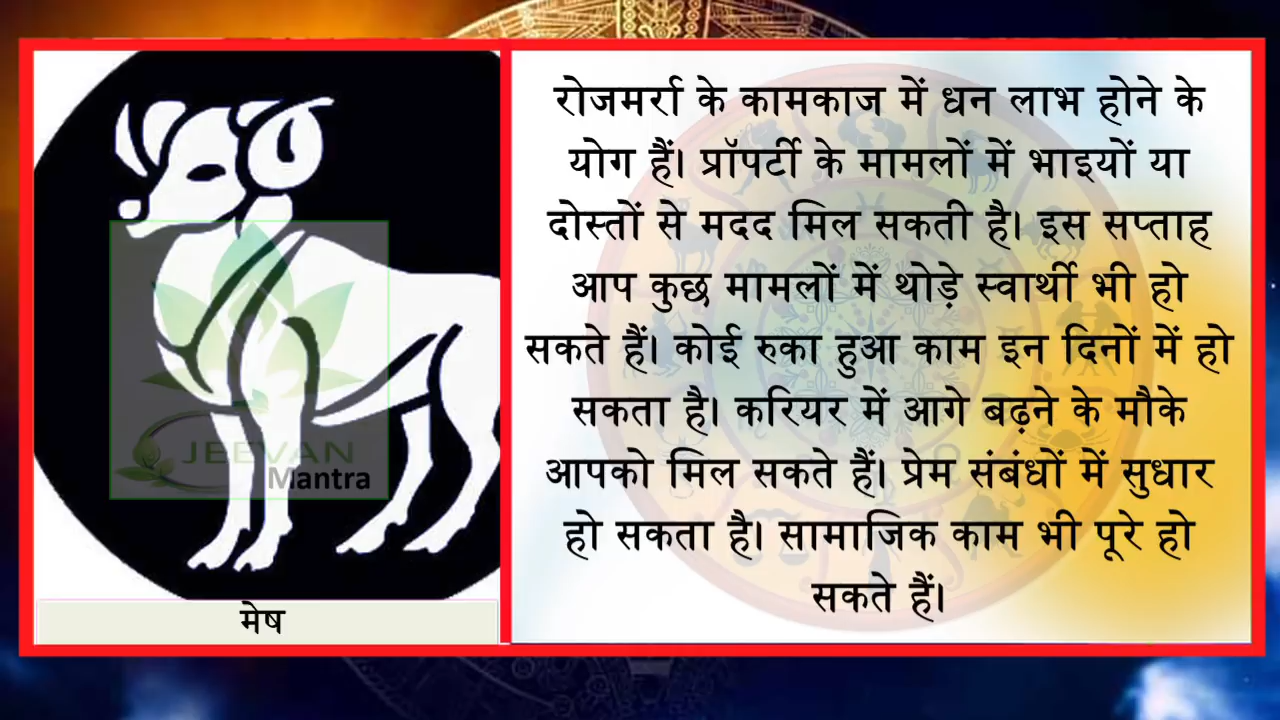 रोजमर्रा के कामकाज में धन लाभ होने के
योग हैं। प्रॉपर्टी के मामलों में भाइयों या
दोस्तों से मदद मिल सकती है। इस सप्ताह
आप कुछ मामलों में थोड़े स्वार्थी भी हो
सकते हैं। कोई रुका हुआ काम इन दिनों में हो
सकता है। करियर में आगे बढ़ने के मौके
आपको मिल सकते हैं। प्रेम संबंधों में सुधार
हो सकता है। सामाजिक काम भी पूरे हो
सकते हैं।
JEEVAN
Mantra
मेष